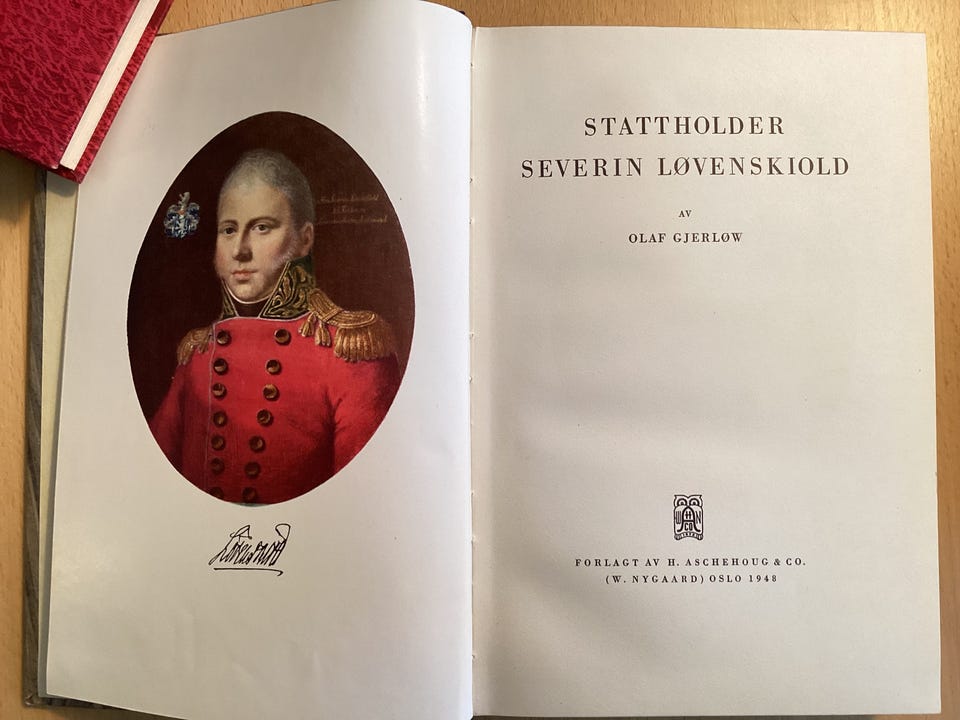 STATTHOLDER
SEVERIN LØVENSKIOLD
AV
OLAF GJERLØW
FORLAGT AV H. ASCHEHOUG & CO.
(W. NYGAARD) OSLO 1948